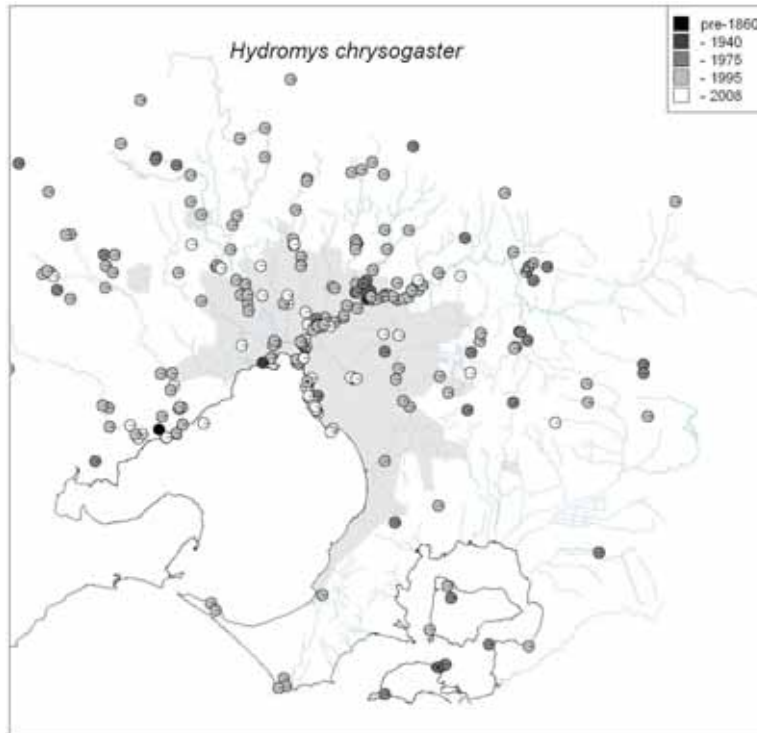 Hydromys chrysogaster
pre-1860
- 1940
- 1975
- 1995
- 2008